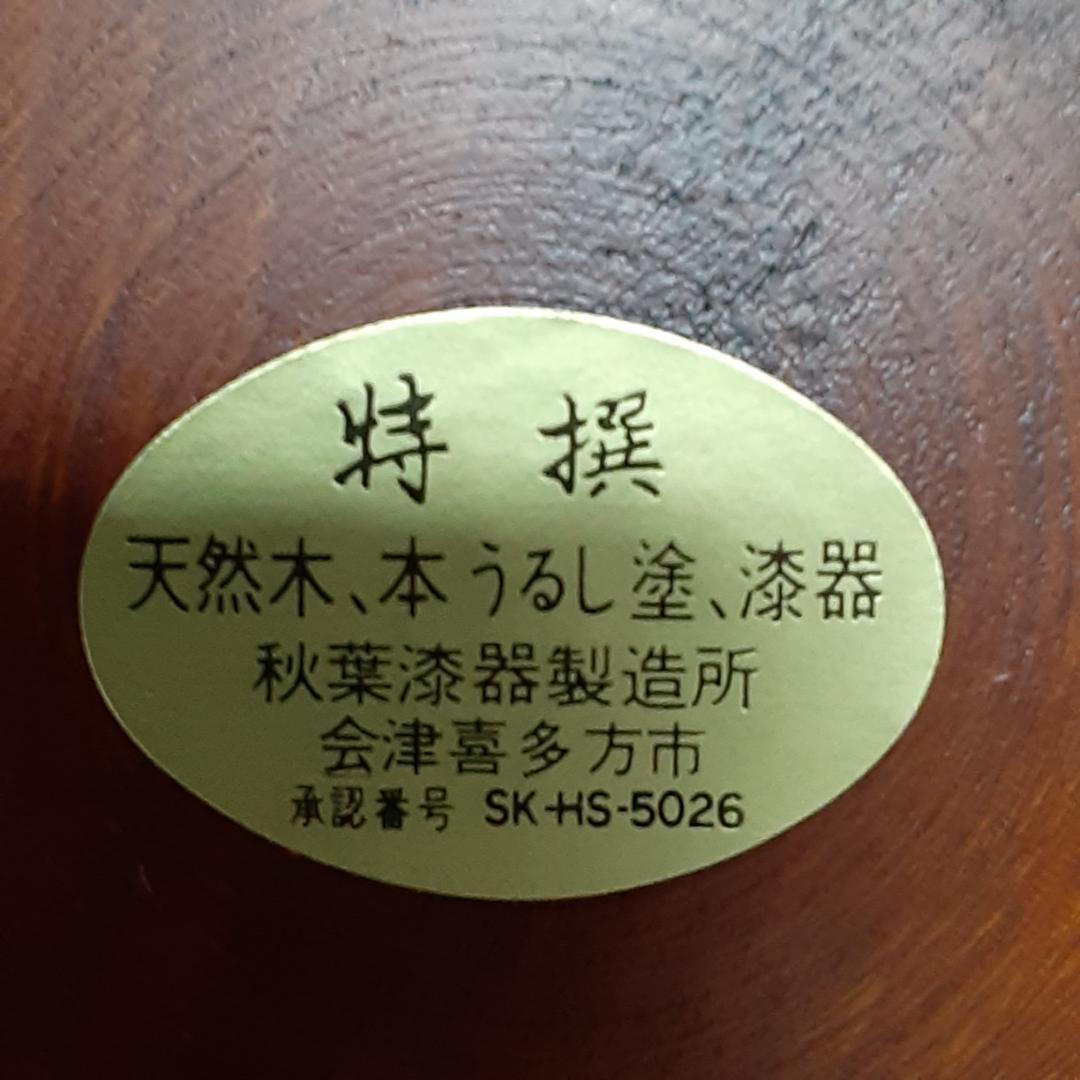 特撰
天然木、本うるし塗、漆器
秋葉漆器製造所
会津喜多方市
承認番号 SK-HS-5026